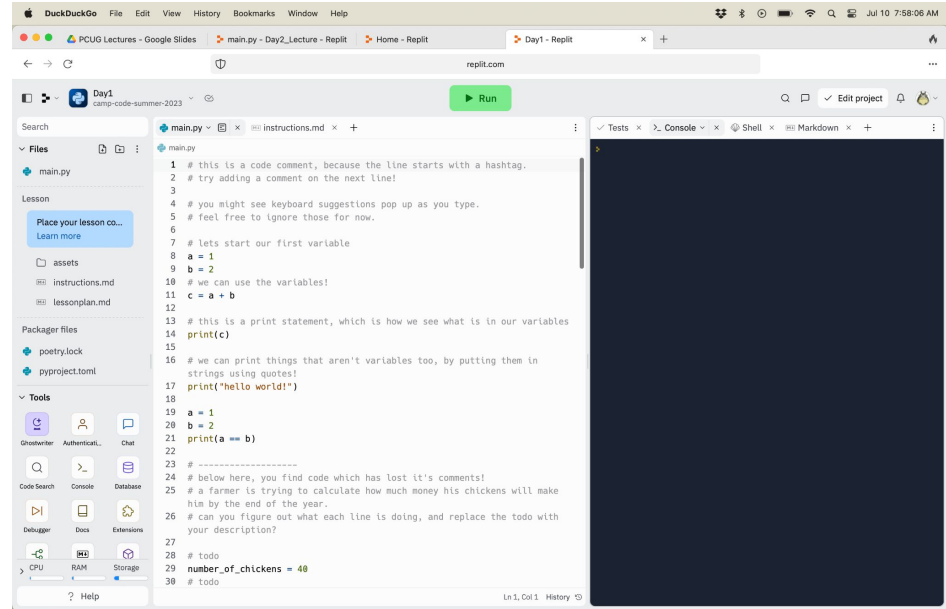 DuckDuckGo File Edit View History Bookmarks Window Help Jul 10 7:58:06 AM
PCUG Lectures - Google Slides main.py - Day2_Lecture - Replit Home - Replit Day1 - Replit × +
replit.com
Day1
camp-code-summer-2023
Run
Edit project
Search
main.py × instructions.md × +
Tests × Console × Shell × Markdown × +
Files
main.py
main.py
Lesson
Place your lesson co...
Learn more
assets
instructions.md
lessonplan.md
Packager files
poetry.lock
pyproject.toml
Tools
Ghostwriter Authenticati... Chat
Code Search Console Database
Debugger Docs Extensions
CPU RAM Storage
? Help
1 # this is a code comment, because the line starts with a hashtag.
2 # try adding a comment on the next line!
3
4 # you might see keyboard suggestions pop up as you type.
5 # feel free to ignore those for now.
6
7 # lets start our first variable
8 a = 1
9 b = 2
10 # we can use the variables!
11 c = a + b
12
13 # this is a print statement, which is how we see what is in our variables
14 print(c)
15
16 # we can print things that aren't variables too, by putting them in
strings using quotes!
17 print("hello world!")
18
19 a = 1
20 b = 2
21 print(a == b)
22
23 # -------------------
24 # below here, you find code which has lost it's comments!
25 # a farmer is trying to calculate how much money his chickens will make
him by the end of the year.
26 # can you figure out what each line is doing, and replace the todo with
your description?
27
28 # todo
29 number_of_chickens = 40
30 # todo
Ln 1, Col 1 History